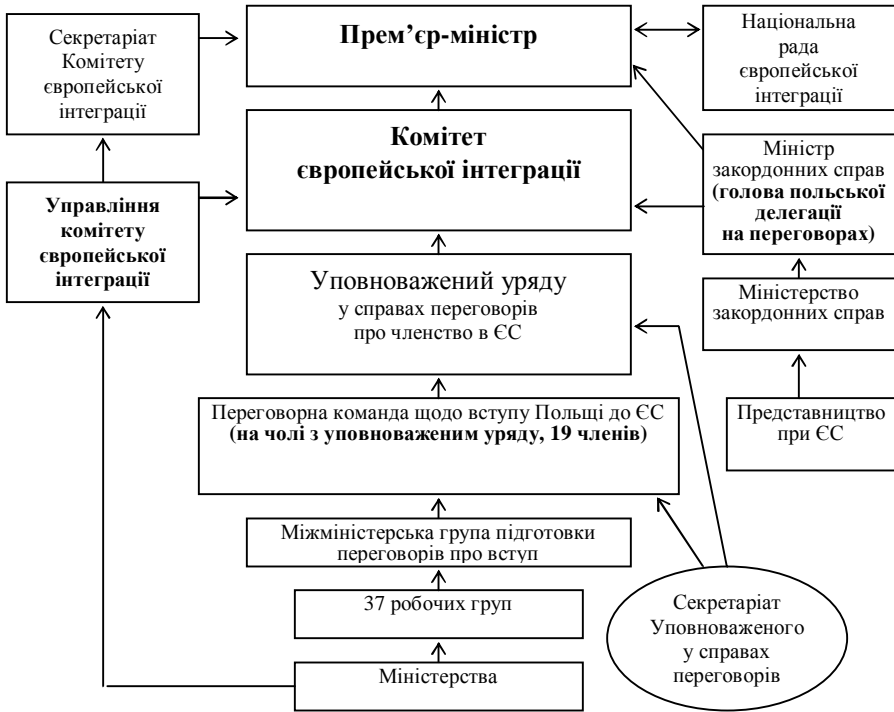 Секретаріат
Комітету
європейської
інтеграції
Прем’єр-міністр
Національна
рада
європейської
інтеграції
Комітет
європейської інтеграції
Міністр
закордонних справ
(голова польської
делегації
на переговорах)
Управління
комітету
європейської
інтеграції
Уповноважений уряду
у справах переговорів
про членство в ЄС
Міністерство
закордонних справ
Переговорна команда щодо вступу Польщі до ЄС
(на чолі з уповноваженим уряду, 19 членів)
Представництво
при ЄС
Міжміністерська група підготовки
переговорів про вступ
37 робочих груп
Секретаріат
Уповноваженого
у справах
переговорів
Міністерства